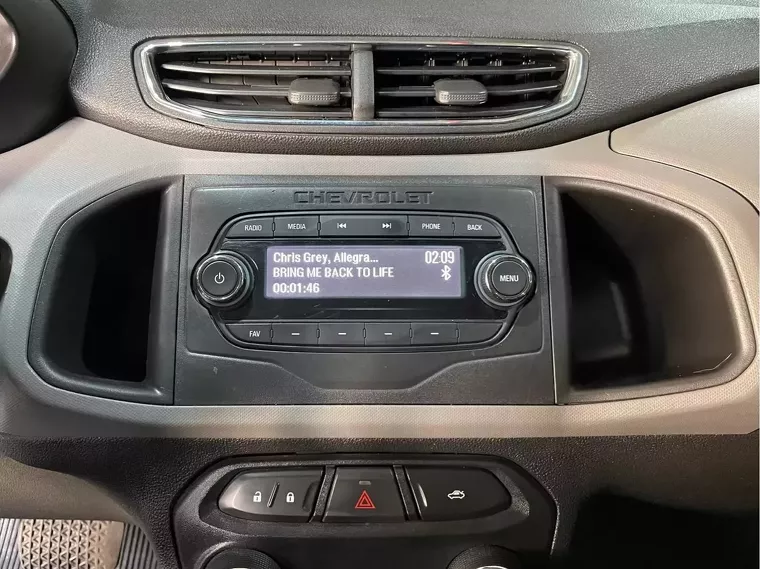 CHEVROLET
RADIO MEDIA PHONE BACK
Chris Grey, Allegra... 02:09
BRING ME BACK TO LIFE
00:01:46
MENU
FAV